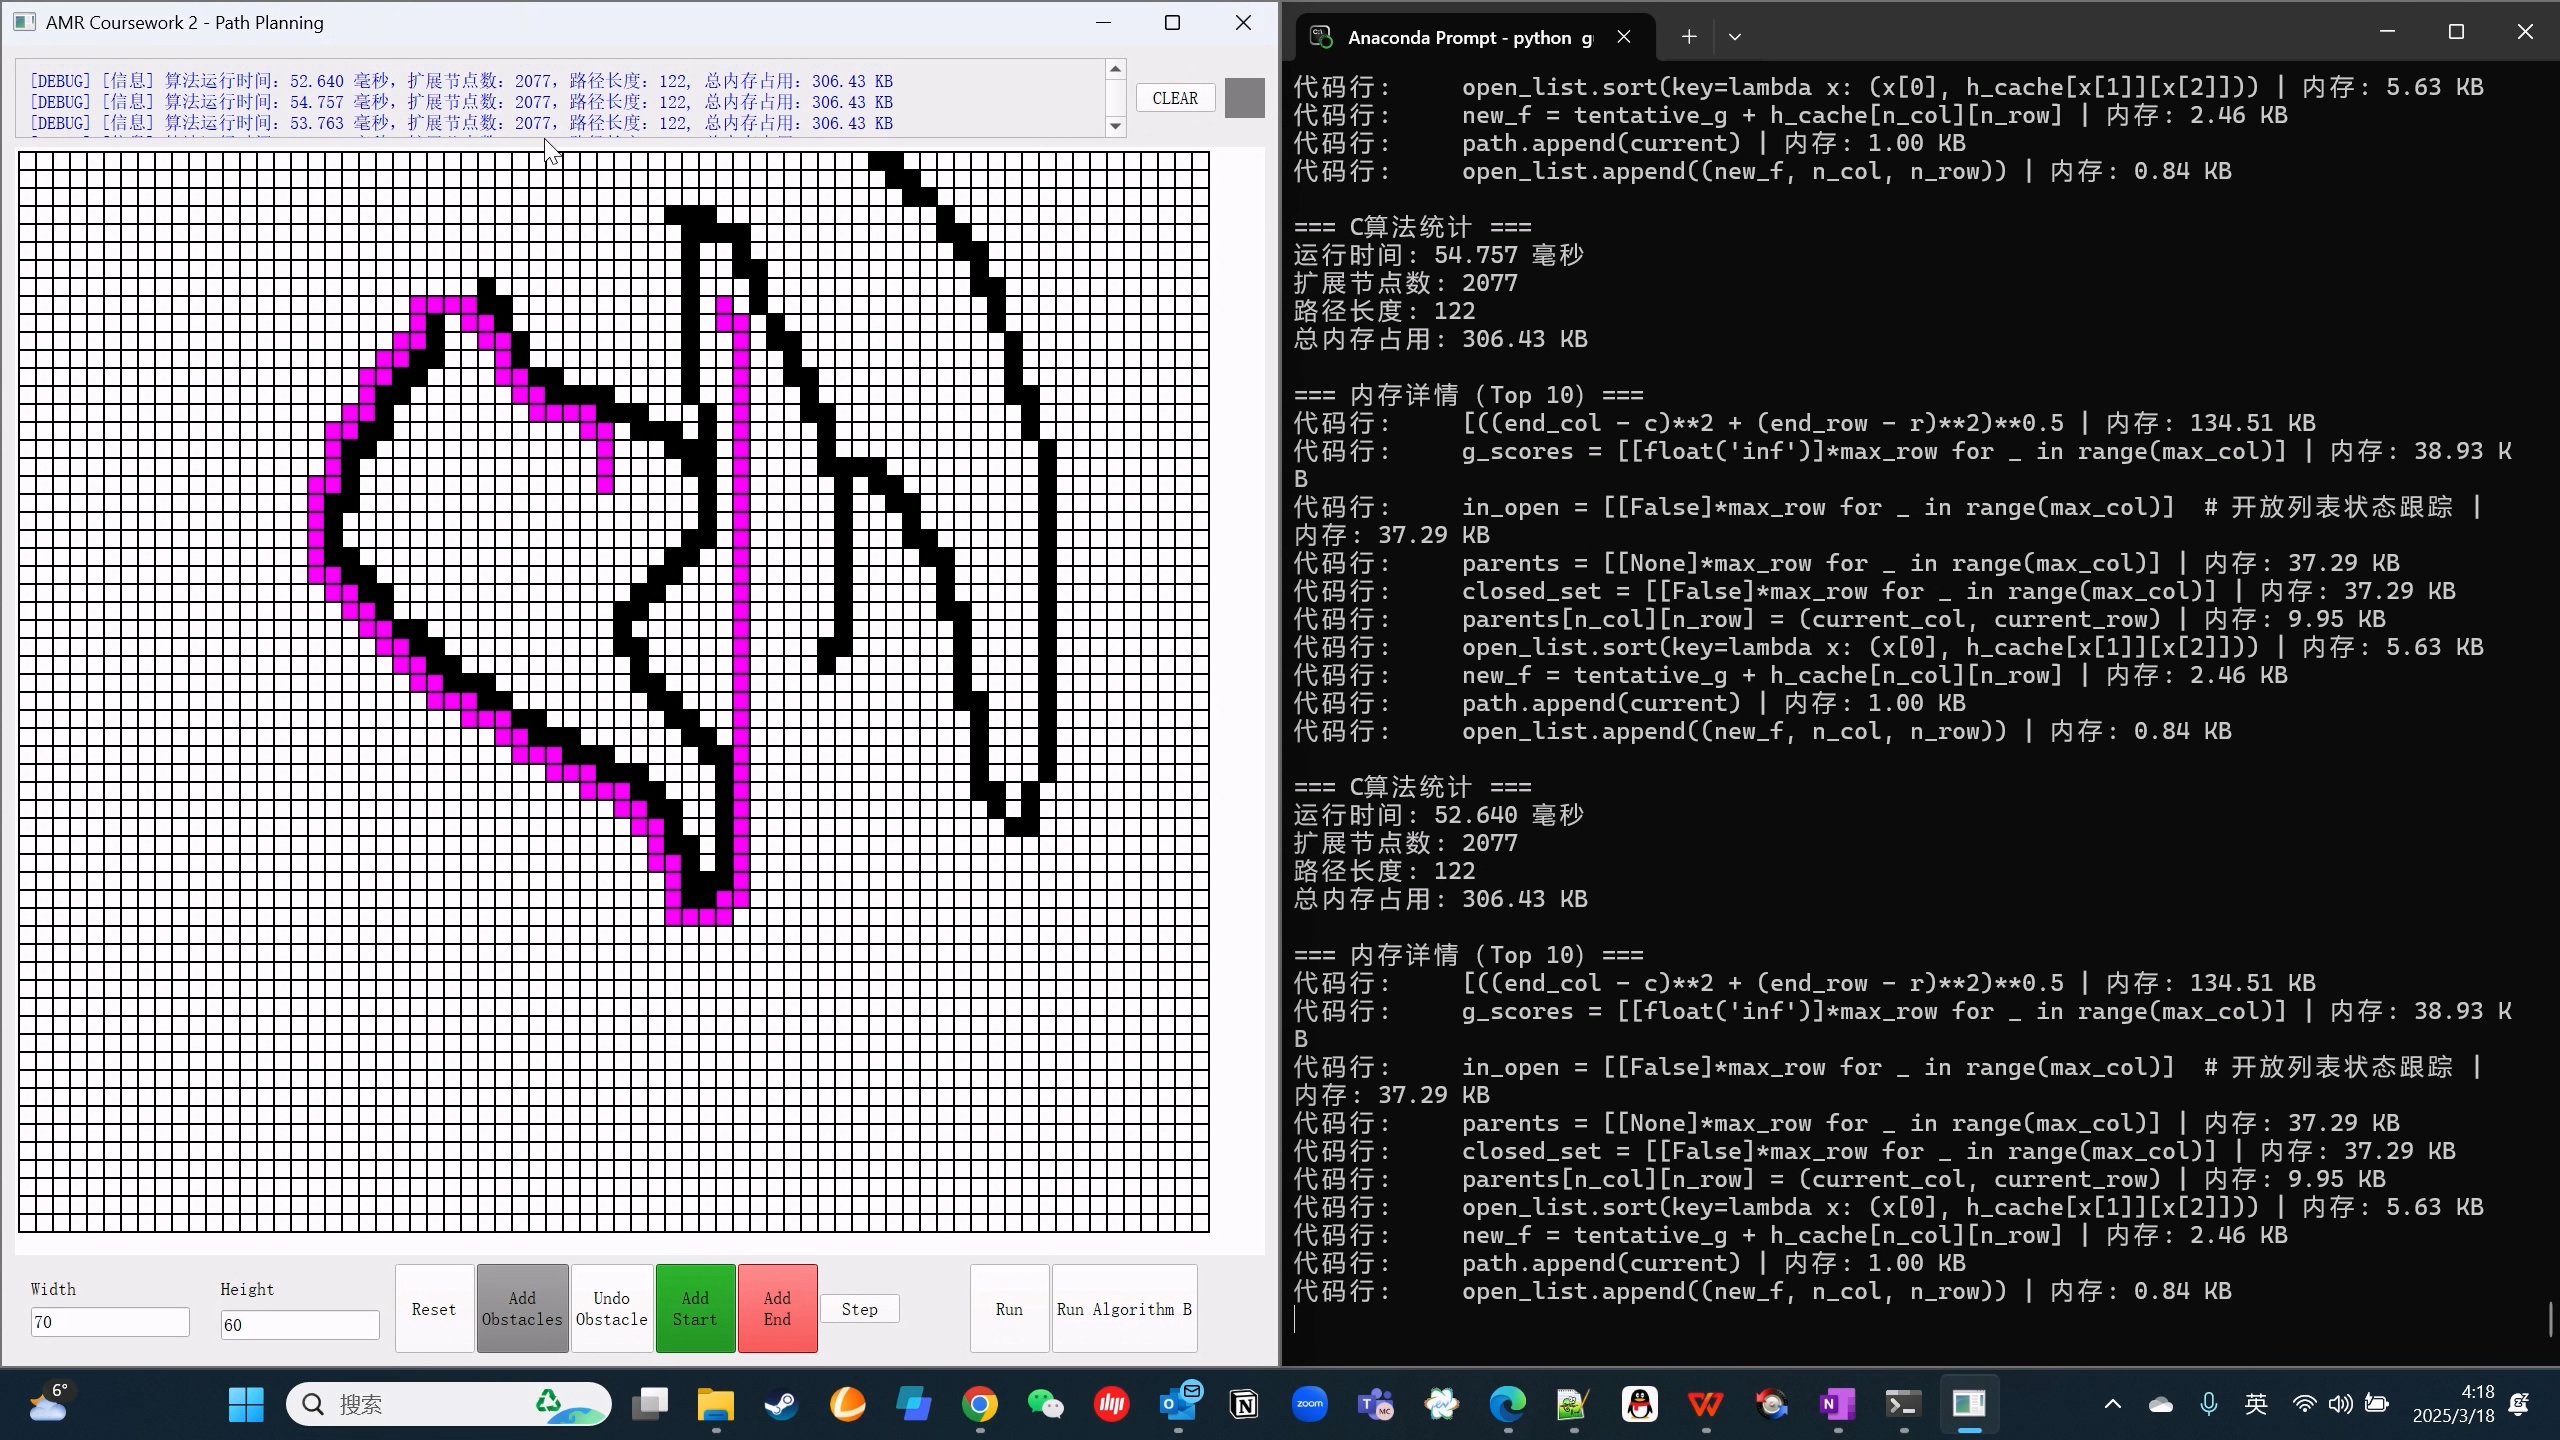 AMR Coursework 2 - Path Planning
[DEBUG] [信息] 算法运行时间: 52.640 毫秒, 扩展节点数: 2077, 路径长度: 122, 总内存占用: 306.43 KB
[DEBUG] [信息] 算法运行时间: 54.757 毫秒, 扩展节点数: 2077, 路径长度: 122, 总内存占用: 306.43 KB
[DEBUG] [信息] 算法运行时间: 53.763 毫秒, 扩展节点数: 2077, 路径长度: 122, 总内存占用: 306.43 KB
CLEAR
Width
70
Height
60
Reset
Add
Obstacles
Undo
Obstacle
Add
Start
Add
End
Step
Run
Run Algorithm B
Anaconda Prompt - python g
代码行:     open_list.sort(key=lambda x: (x[0], h_cache[x[1]][x[2]])) | 内存: 5.63 KB
代码行:     new_f = tentative_g + h_cache[n_col][n_row] | 内存: 2.46 KB
代码行:     path.append(current) | 内存: 1.00 KB
代码行:     open_list.append((new_f, n_col, n_row)) | 内存: 0.84 KB
=== C算法统计 ===
运行时间: 54.757 毫秒
扩展节点数: 2077
路径长度: 122
总内存占用: 306.43 KB
=== 内存详情 (Top 10) ===
代码行:     [((end_col - c)**2 + (end_row - r)**2)**0.5 | 内存: 134.51 KB
代码行:     g_scores = [[float('inf')]*max_row for _ in range(max_col)] | 内存: 38.93 K
B
代码行:     in_open = [[False]*max_row for _ in range(max_col)]  # 开放列表状态跟踪 |
内存: 37.29 KB
代码行:     parents = [[None]*max_row for _ in range(max_col)] | 内存: 37.29 KB
代码行:     closed_set = [[False]*max_row for _ in range(max_col)] | 内存: 37.29 KB
代码行:     parents[n_col][n_row] = (current_col, current_row) | 内存: 9.95 KB
代码行:     open_list.sort(key=lambda x: (x[0], h_cache[x[1]][x[2]])) | 内存: 5.63 KB
代码行:     new_f = tentative_g + h_cache[n_col][n_row] | 内存: 2.46 KB
代码行:     path.append(current) | 内存: 1.00 KB
代码行:     open_list.append((new_f, n_col, n_row)) | 内存: 0.84 KB
=== C算法统计 ===
运行时间: 52.640 毫秒
扩展节点数: 2077
路径长度: 122
总内存占用: 306.43 KB
=== 内存详情 (Top 10) ===
代码行:     [((end_col - c)**2 + (end_row - r)**2)**0.5 | 内存: 134.51 KB
代码行:     g_scores = [[float('inf')]*max_row for _ in range(max_col)] | 内存: 38.93 K
B
代码行:     in_open = [[False]*max_row for _ in range(max_col)]  # 开放列表状态跟踪 |
内存: 37.29 KB
代码行:     parents = [[None]*max_row for _ in range(max_col)] | 内存: 37.29 KB
代码行:     closed_set = [[False]*max_row for _ in range(max_col)] | 内存: 37.29 KB
代码行:     parents[n_col][n_row] = (current_col, current_row) | 内存: 9.95 KB
代码行:     open_list.sort(key=lambda x: (x[0], h_cache[x[1]][x[2]])) | 内存: 5.63 KB
代码行:     new_f = tentative_g + h_cache[n_col][n_row] | 内存: 2.46 KB
代码行:     path.append(current) | 内存: 1.00 KB
代码行:     open_list.append((new_f, n_col, n_row)) | 内存: 0.84 KB
6°
搜索
zoom
英
4:18
2025/3/18